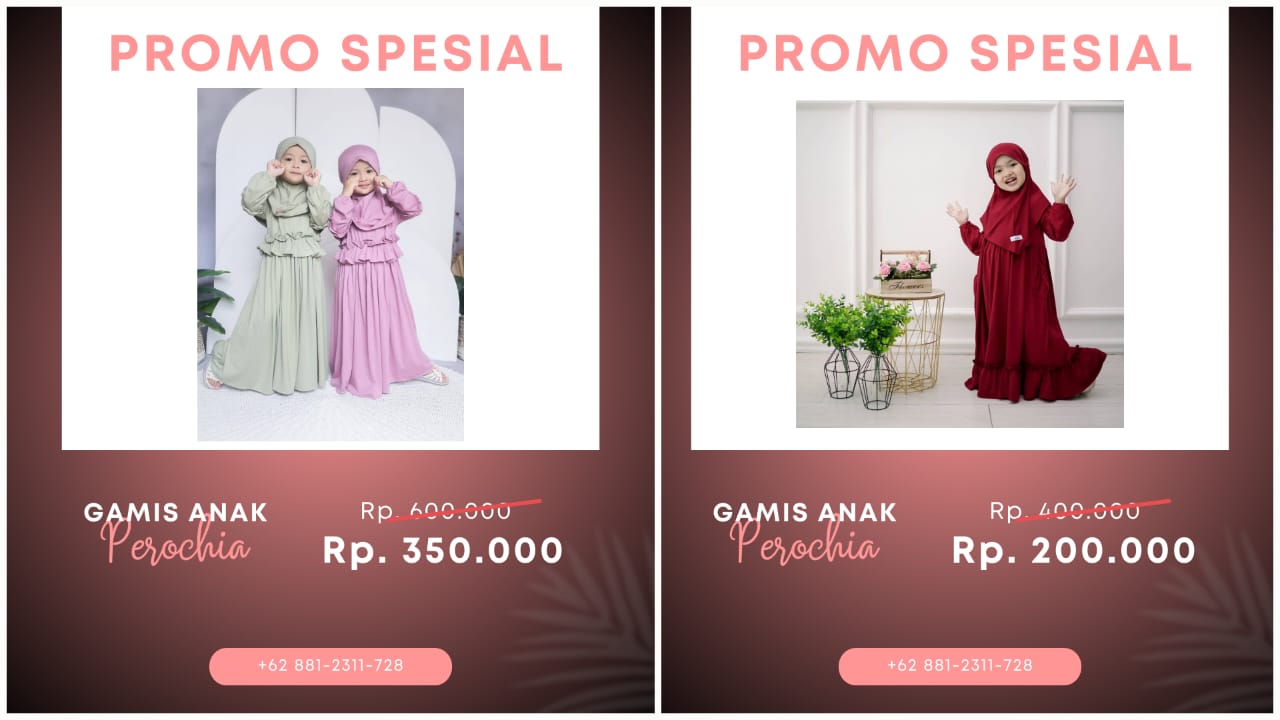 PROMO SPESIAL
GAMIS ANAK
Perochia
Rp. 600.000
Rp. 350.000
+62 881-2311-728
PROMO SPESIAL
Flowers
GAMIS ANAK
Perochia
Rp. 400.000
Rp. 200.000
+62 881-2311-728